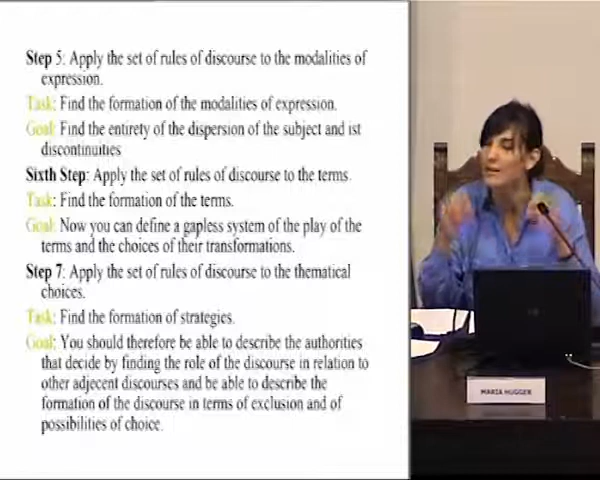 Step 5: Apply the set of rules of discourse to the modalities of
expression.
Task: Find the formation of the modalities of expression.
Goal: Find the entirety of the dispersion of the subject and ist
discontinuities
Sixth Step: Apply the set of rules of discourse to the terms.
Task: Find the formation of the terms.
Goal: Now you can define a gapless system of the play of the
terms and the choices of their transformations.
Step 7: Apply the set of rules of discourse to the thematical
choices.
Task: Find the formation of strategies.
Goal: You should therefore be able to describe the authorities
that decide by finding the role of the discourse in relation to
other adjecent discourses and be able to describe the
formation of the discourse in terms of exclusion and of
possibilities of choice.
MARIA HUGGER